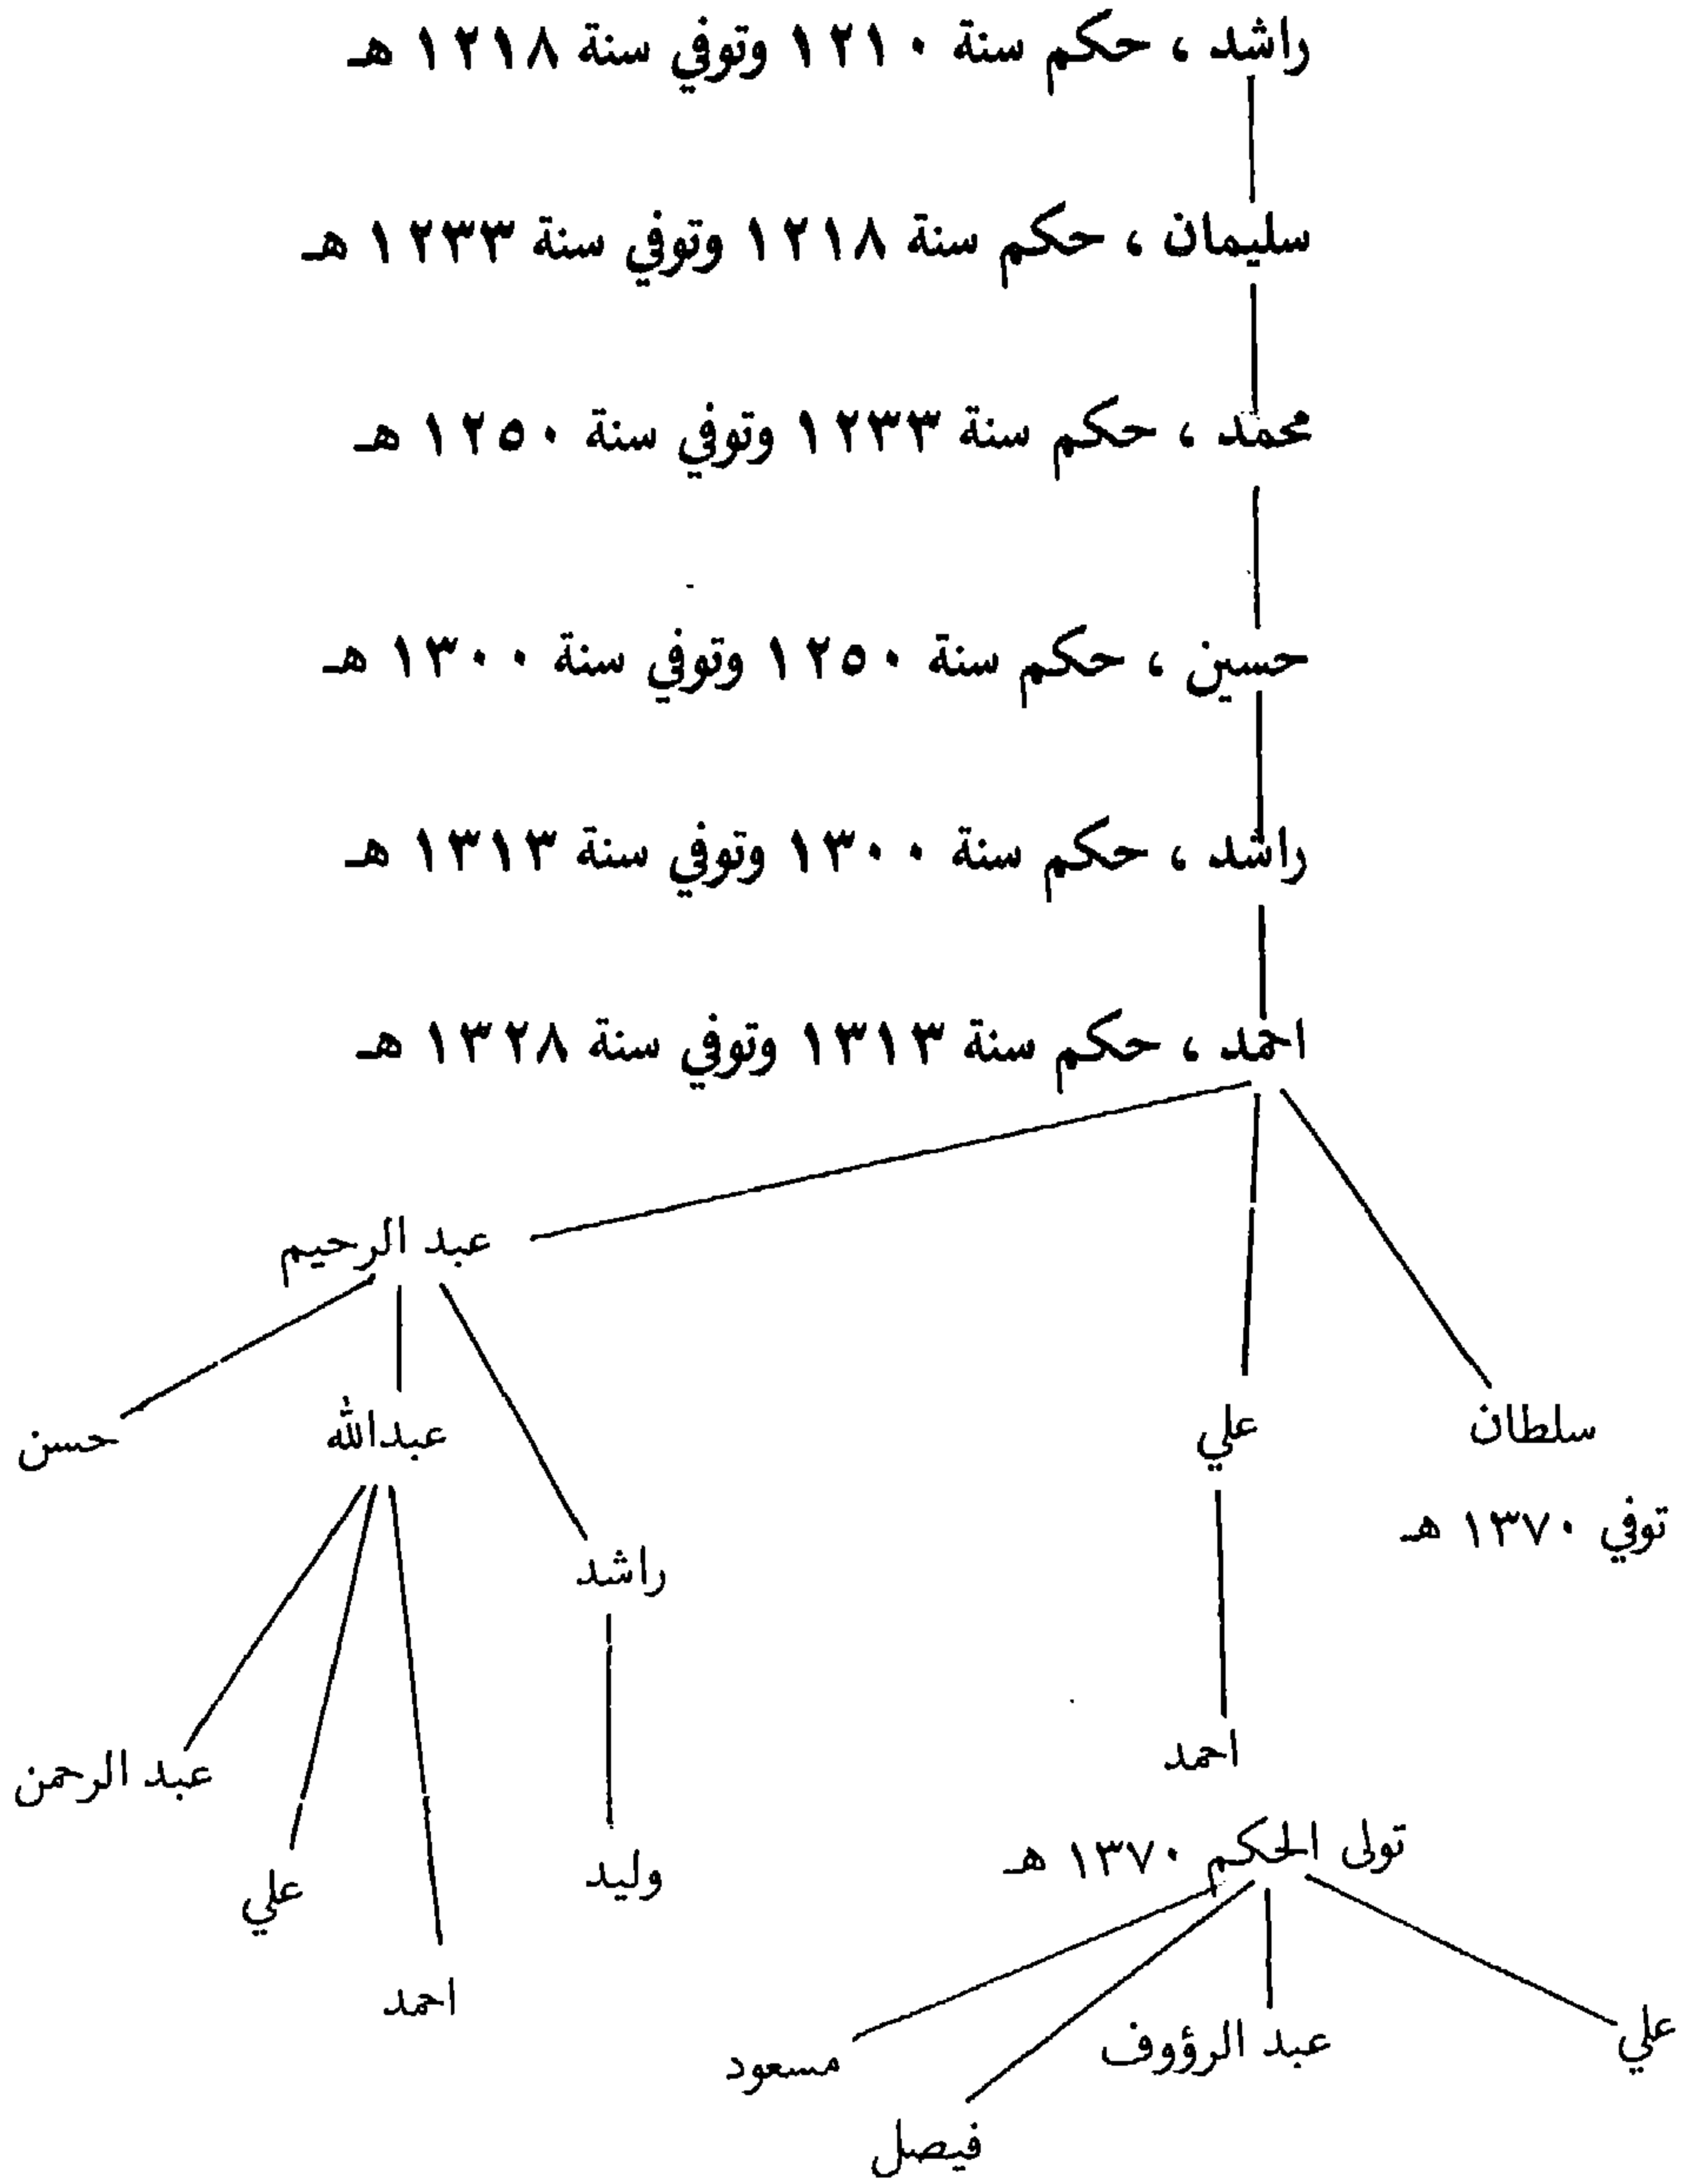 راشد ، حكم سنة ١٢١٠ وتوفي سنة ١٢١٨ هـ
سليمان ، حكم سنة ١٢١٨ وتوفي سنة ١٢٣٣ هـ
محمد ، حكم سنة ١٢٣٣ وتوفي سنة ١٢٥٠ هـ
حسين ، حكم سنة ١٢٥٠ وتوفي سنة ١٣٠٠ هـ
راشد ، حكم سنة ١٣٠٠ وتوفي سنة ١٣١٣ هـ
احمد ، حكم سنة ١٣١٣ وتوفي سنة ١٣٢٨ هـ
عبد الرحيم
سلطان
علي
عبدالله
حسن
توفي ١٣٧٠ هـ
راشد
احمد
عبد الرحمن
تولى الحكم ١٣٧٠ هـ
وليد
علي
احمد
علي
عبد الرؤوف
مسعود
فيصل